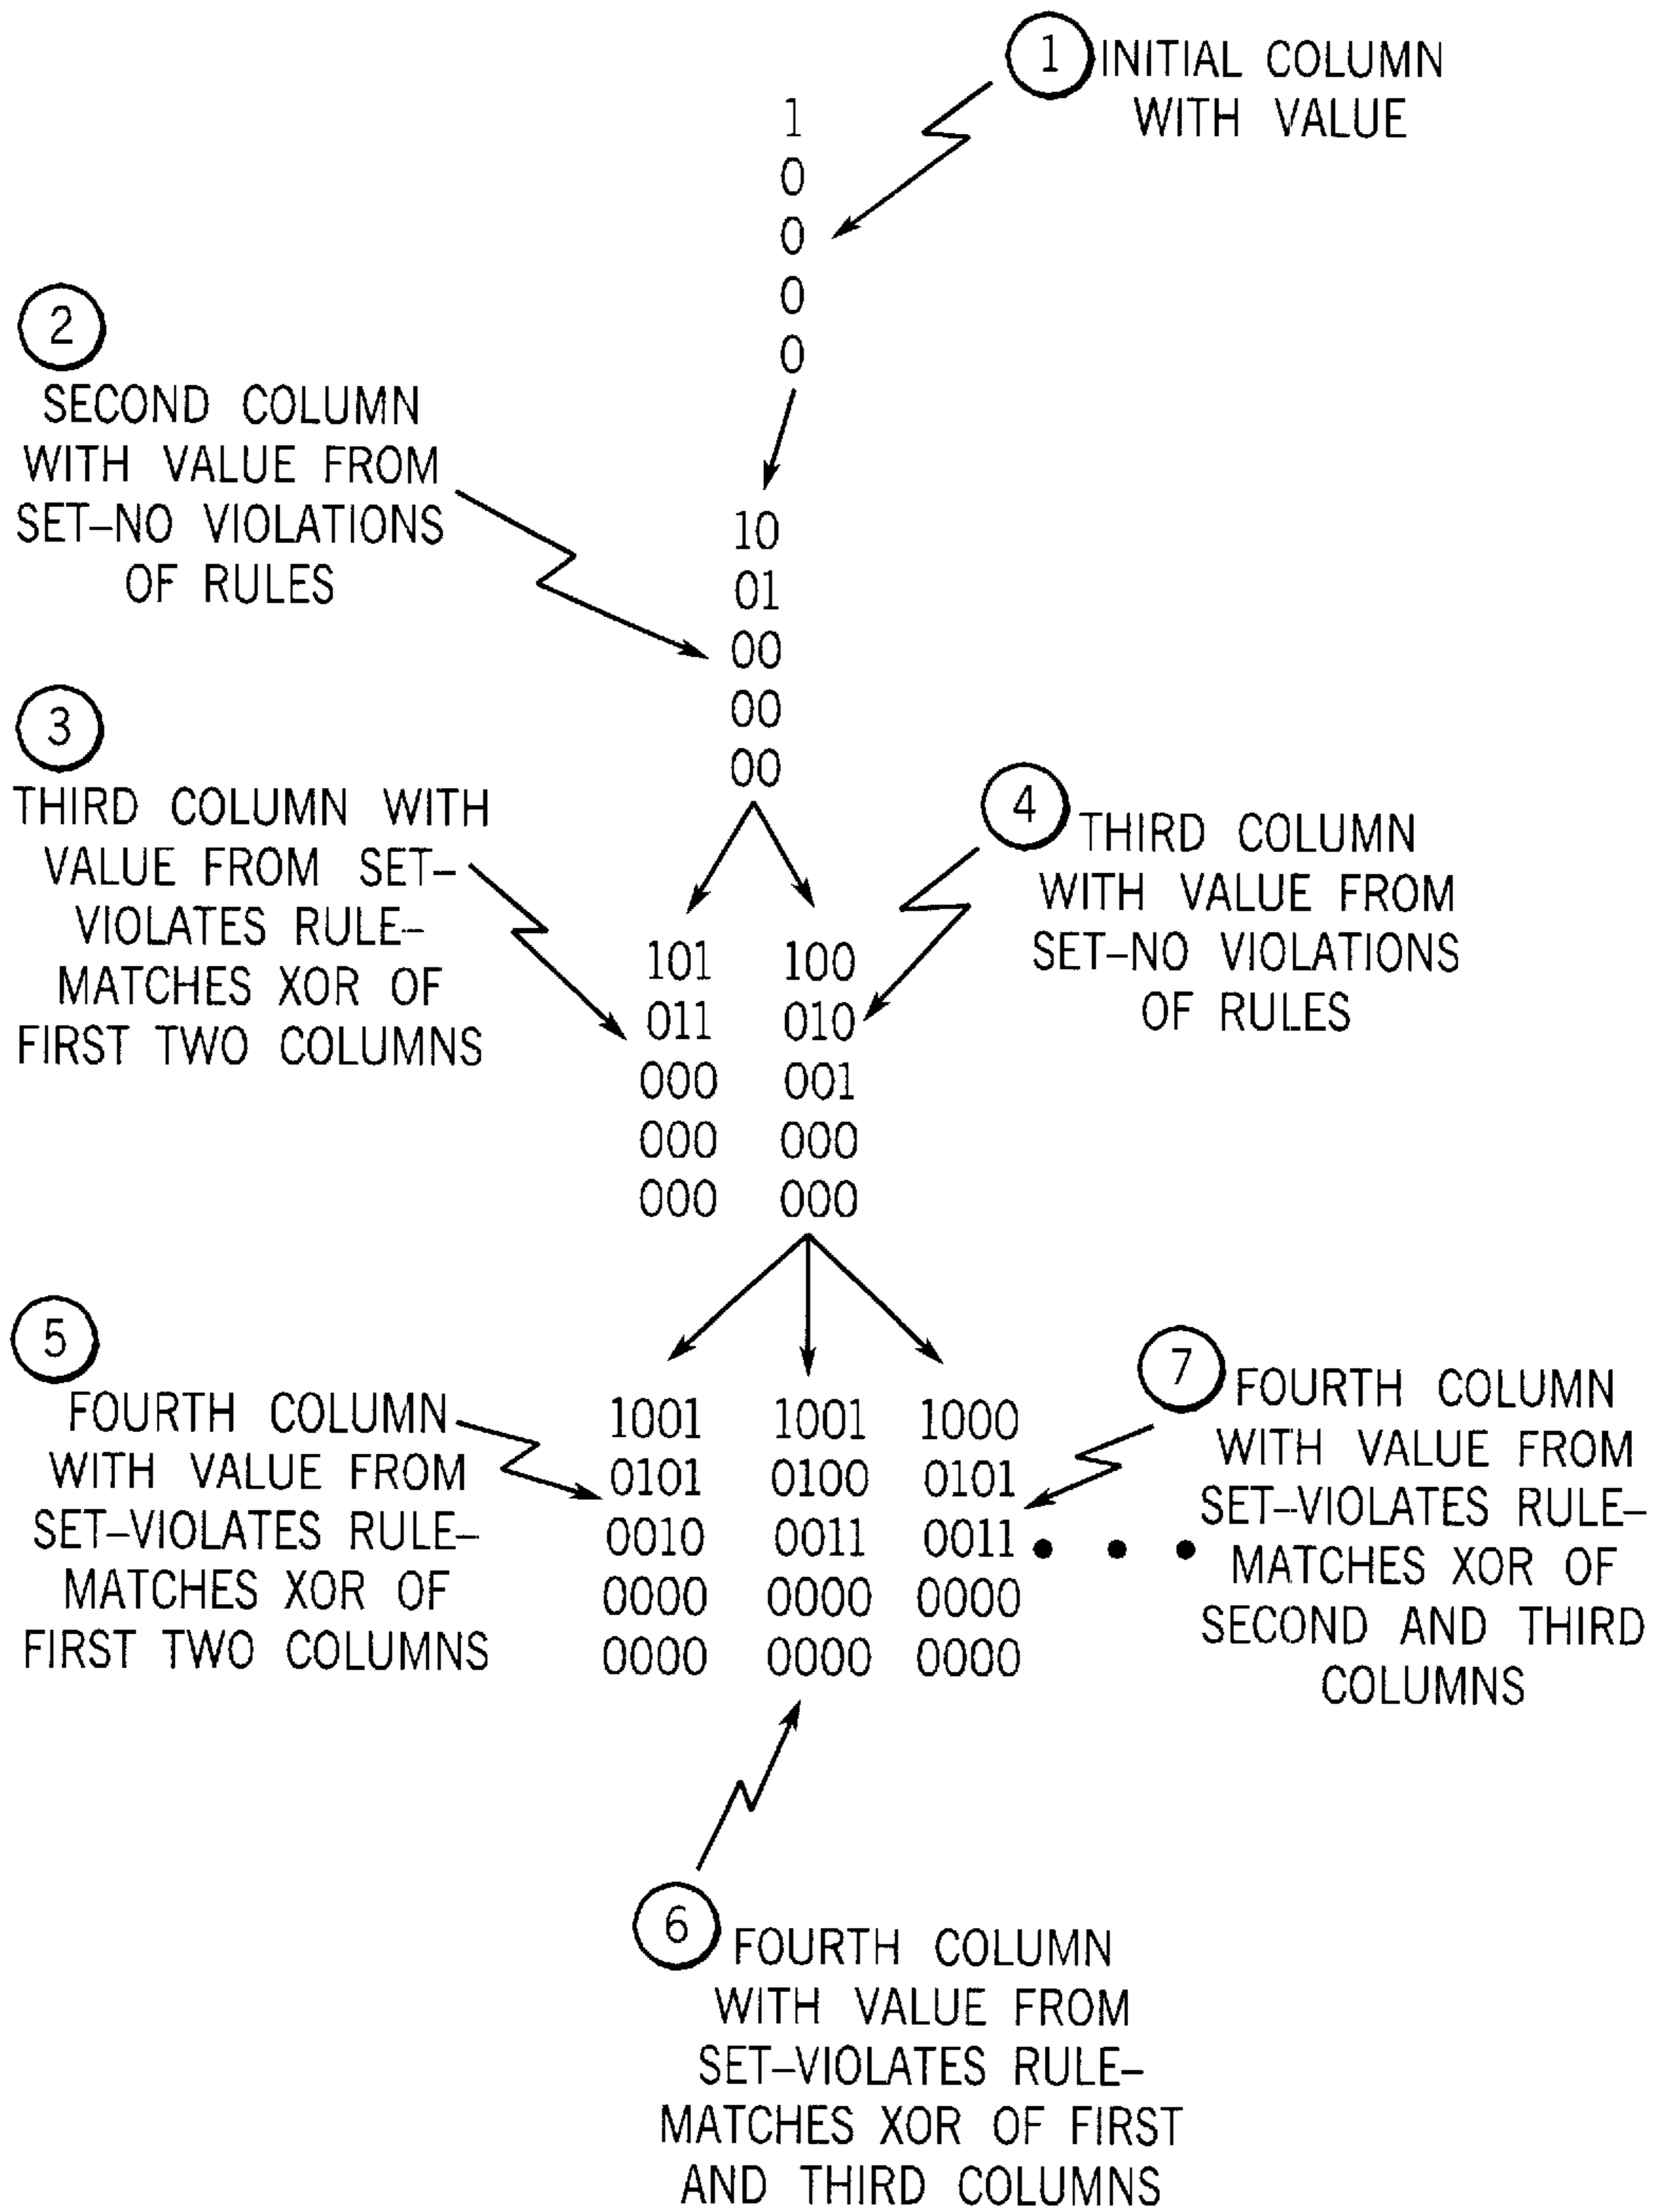 1
INITIAL COLUMN
WITH VALUE
1
0
0
0
0
2
SECOND COLUMN
WITH VALUE FROM
SET–NO VIOLATIONS
OF RULES
10
01
00
00
00
3
THIRD COLUMN WITH
VALUE FROM SET–
VIOLATES RULE–
MATCHES XOR OF
FIRST TWO COLUMNS
4
THIRD COLUMN
WITH VALUE FROM
SET–NO VIOLATIONS
OF RULES
101 100
011 010
000 001
000 000
000 000
5
FOURTH COLUMN
WITH VALUE FROM
SET–VIOLATES RULE–
MATCHES XOR OF
FIRST TWO COLUMNS
1001 1001 1000
0101 0100 0101
0010 0011 0011 • • •
0000 0000 0000
0000 0000 0000
7
FOURTH COLUMN
WITH VALUE FROM
SET–VIOLATES RULE–
MATCHES XOR OF
SECOND AND THIRD
COLUMNS
6
FOURTH COLUMN
WITH VALUE FROM
SET–VIOLATES RULE–
MATCHES XOR OF FIRST
AND THIRD COLUMNS